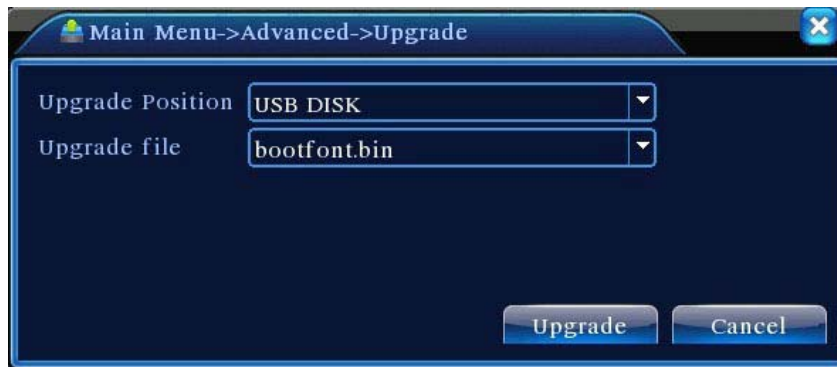 Main Menu->Advanced->Upgrade
Upgrade Position USB DISK
Upgrade file bootfont.bin
Upgrade Cancel